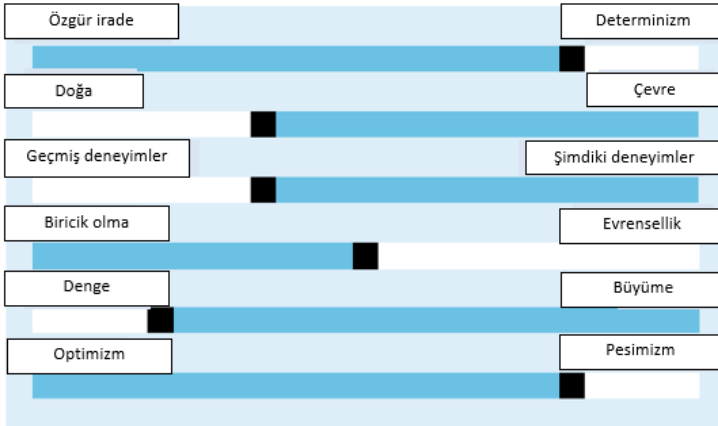 Özgür irade Determinizm
Doğa Çevre
Geçmiş deneyimler Şimdiki deneyimler
Biricik olma Evrensellik
Denge Büyüme
Optimizm Pesimizm